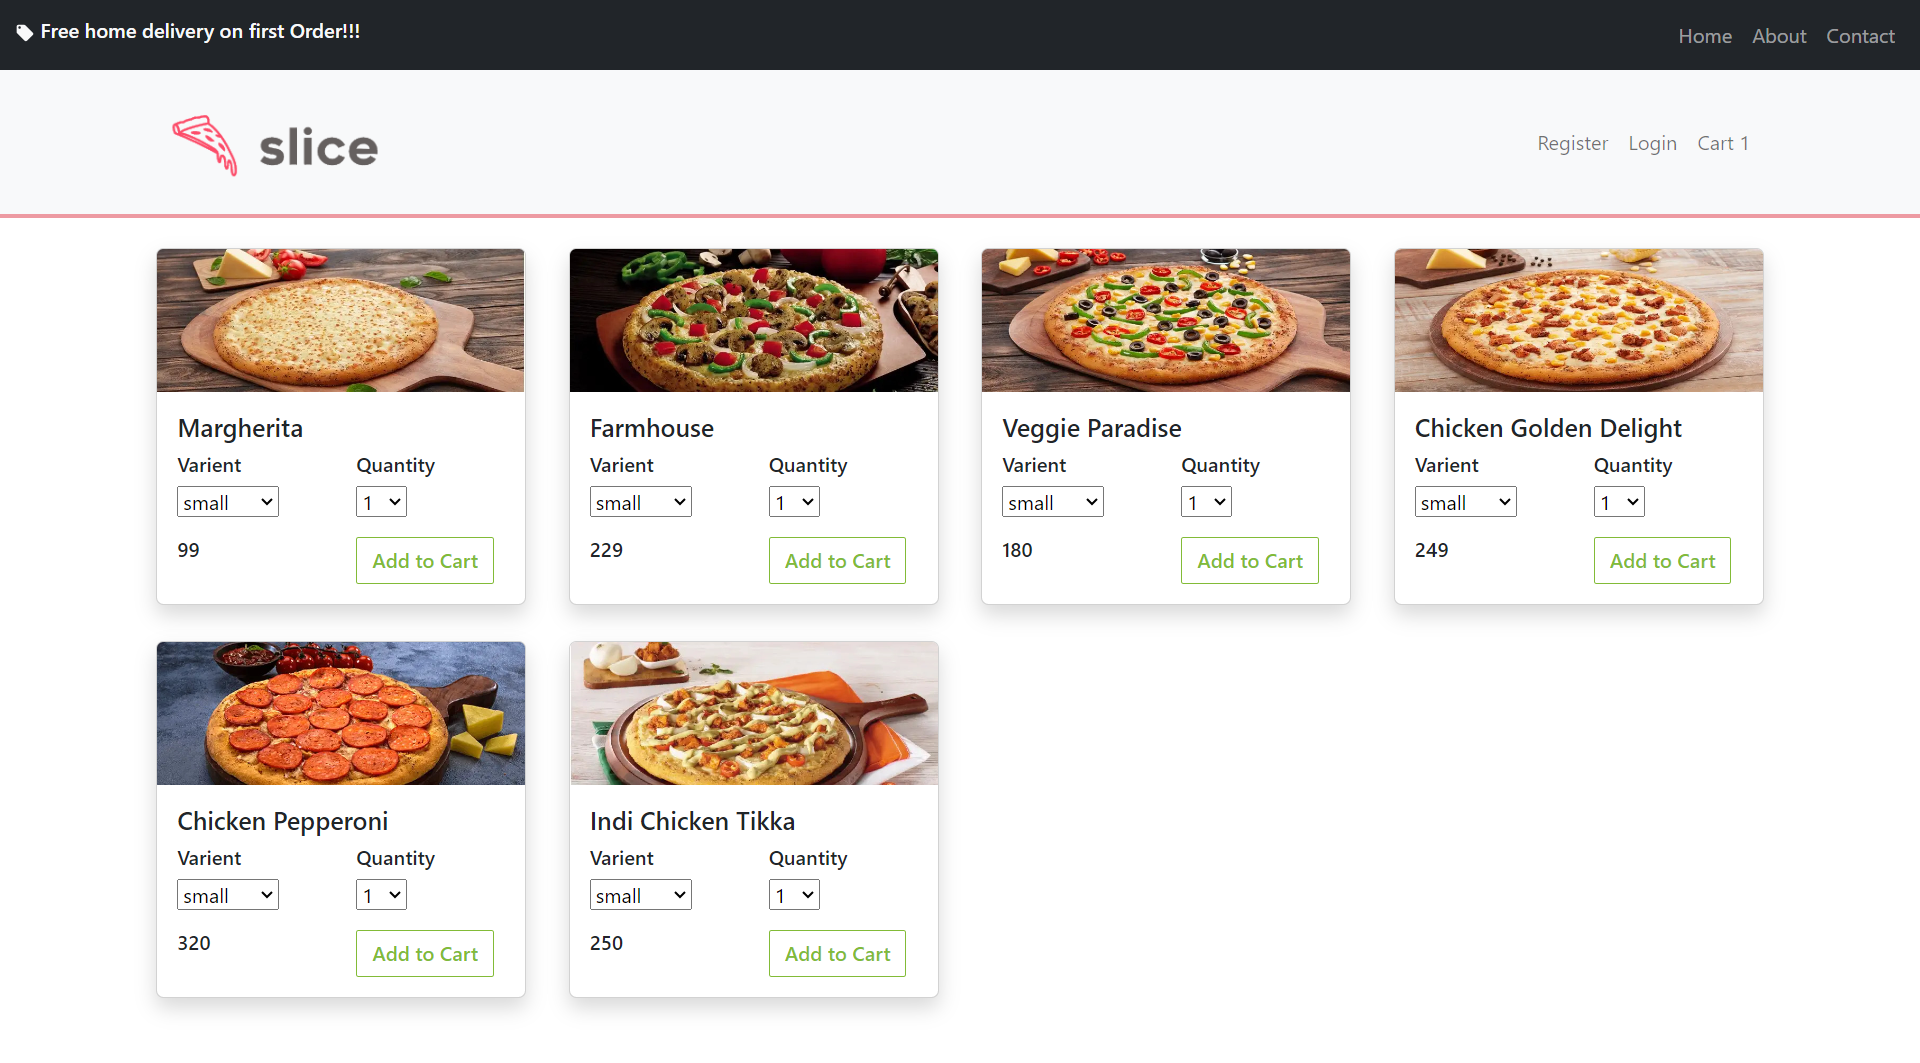 Free home delivery on first Order!!!
Home About Contact
slice
Register Login Cart 1
Margherita
Varient Quantity
small 1
99 Add to Cart
Farmhouse
Varient Quantity
small 1
229 Add to Cart
Veggie Paradise
Varient Quantity
small 1
180 Add to Cart
Chicken Golden Delight
Varient Quantity
small 1
249 Add to Cart
Chicken Pepperoni
Varient Quantity
small 1
320 Add to Cart
Indi Chicken Tikka
Varient Quantity
small 1
250 Add to Cart